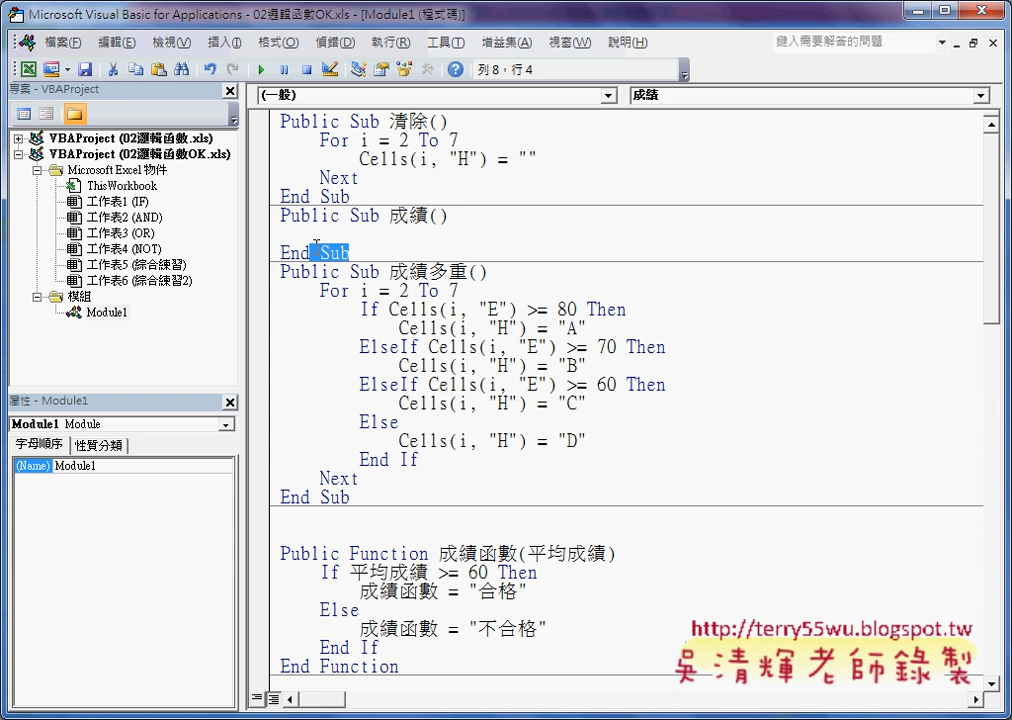 Microsoft Visual Basic for Applications - 02邏輯函數OK.xls - [Module1 (程式碼)]
檔案(F) 編輯(E) 檢視(V) 插入(I) 格式(O) 偵錯(D) 執行(R) 工具(T) 增益集(A) 視窗(W) 說明(H) 鍵入需要解答的問題
列 8，行 4
專案 - VBAProject
VBAProject (02邏輯函數.xls)
VBAProject (02邏輯函數OK.xls)
Microsoft Excel 物件
ThisWorkbook
工作表1 (IF)
工作表2 (AND)
工作表3 (OR)
工作表4 (NOT)
工作表5 (綜合練習)
工作表6 (綜合練習2)
模組
Module1
屬性 - Module1
Module1 Module
字母順序 性質分類
(Name) Module1
(一般) 成績
Public Sub 清除()
For i = 2 To 7
Cells(i, "H") = ""
Next
End Sub
Public Sub 成績()
End Sub
Public Sub 成績多重()
For i = 2 To 7
If Cells(i, "E") >= 80 Then
Cells(i, "H") = "A"
ElseIf Cells(i, "E") >= 70 Then
Cells(i, "H") = "B"
ElseIf Cells(i, "E") >= 60 Then
Cells(i, "H") = "C"
Else
Cells(i, "H") = "D"
End If
Next
End Sub
Public Function 成績函數(平均成績)
If 平均成績 >= 60 Then
成績函數 = "合格"
Else
成績函數 = "不合格"
End If
End Function
http://terry55wu.blogspot.tw
吳清輝老師錄製